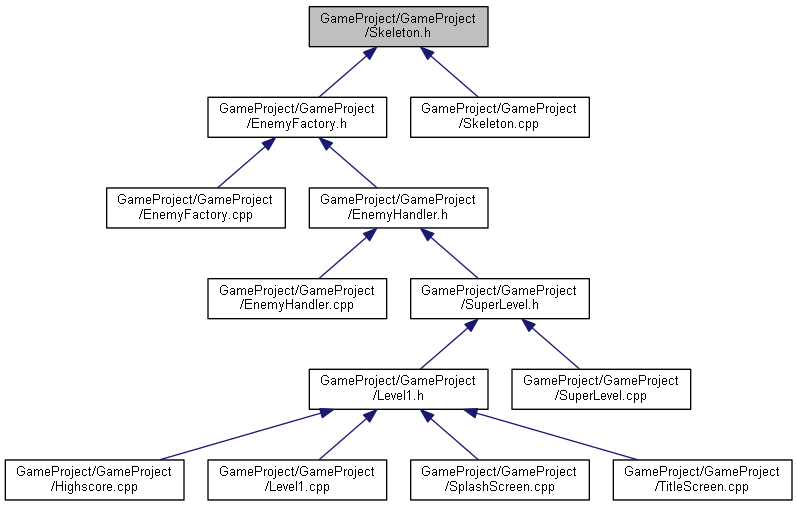 GameProject/GameProject
/Skeleton.h
GameProject/GameProject
/EnemyFactory.h
GameProject/GameProject
/Skeleton.cpp
GameProject/GameProject
/EnemyFactory.cpp
GameProject/GameProject
/EnemyHandler.h
GameProject/GameProject
/EnemyHandler.cpp
GameProject/GameProject
/SuperLevel.h
GameProject/GameProject
/Level1.h
GameProject/GameProject
/SuperLevel.cpp
GameProject/GameProject
/Highscore.cpp
GameProject/GameProject
/Level1.cpp
GameProject/GameProject
/SplashScreen.cpp
GameProject/GameProject
/TitleScreen.cpp